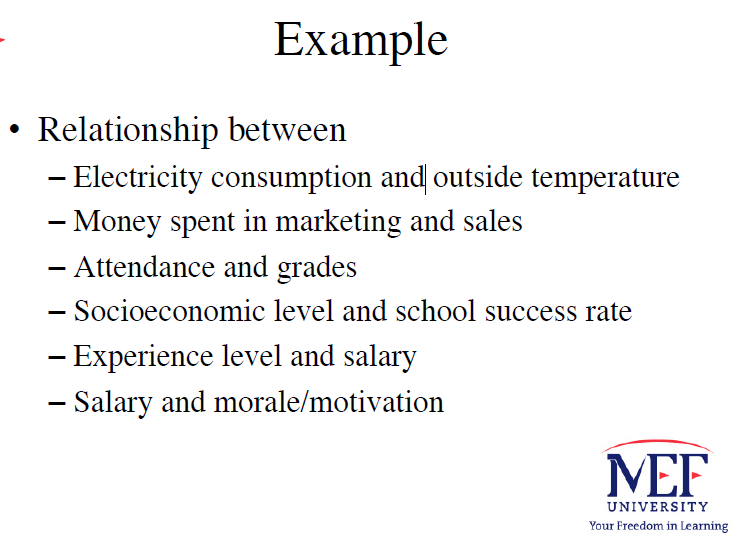 Example
• Relationship between
– Electricity consumption and outside temperature
– Money spent in marketing and sales
– Attendance and grades
– Socioeconomic level and school success rate
– Experience level and salary
– Salary and morale/motivation
MEF
UNIVERSITY
Your Freedom in Learning